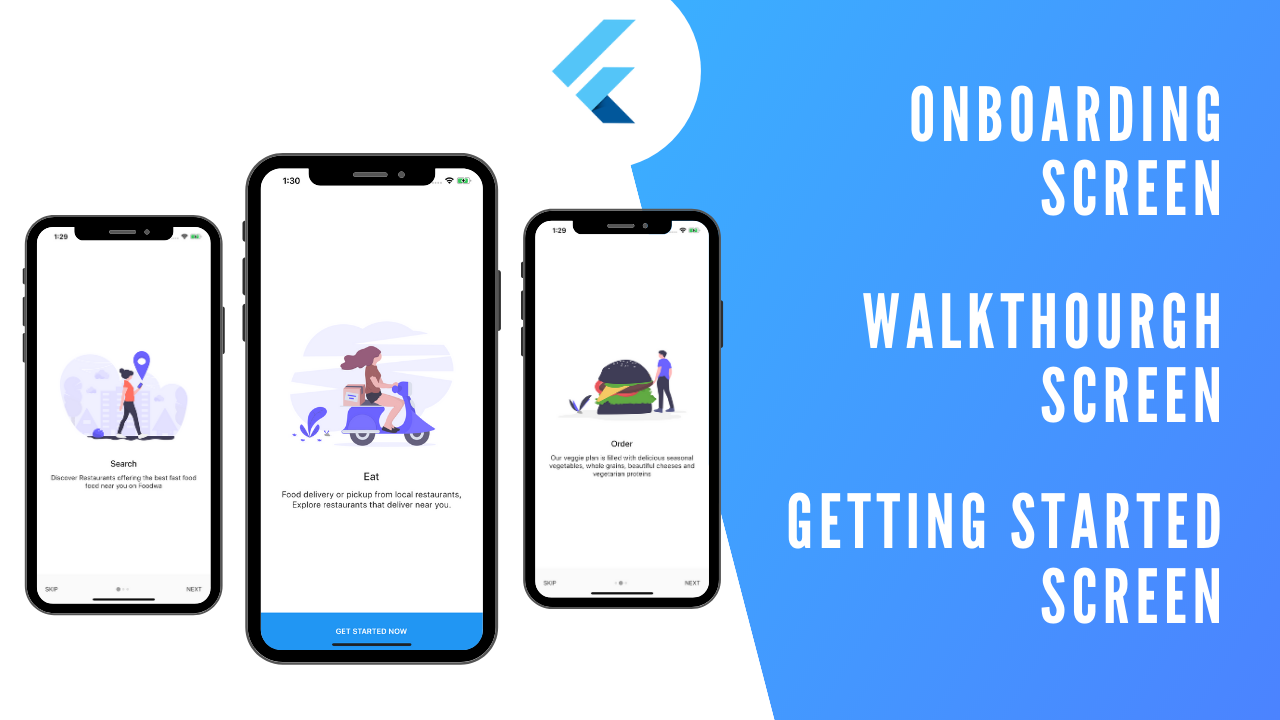 1:29
Search
Discover Restaurants offering the best fast food
food near you on Foodwa
SKIP
NEXT
1:30
Eat
Food delivery or pickup from local restaurants,
Explore restaurants that deliver near you.
GET STARTED NOW
1:29
Order
Our veggie plan is filled with delicious seasonal
vegetables, whole grains, beautiful cheeses and
vegetarian proteins
SKIP
NEXT
ONBOARDING
SCREEN
WALKTHOURGH
SCREEN
GETTING STARTED
SCREEN